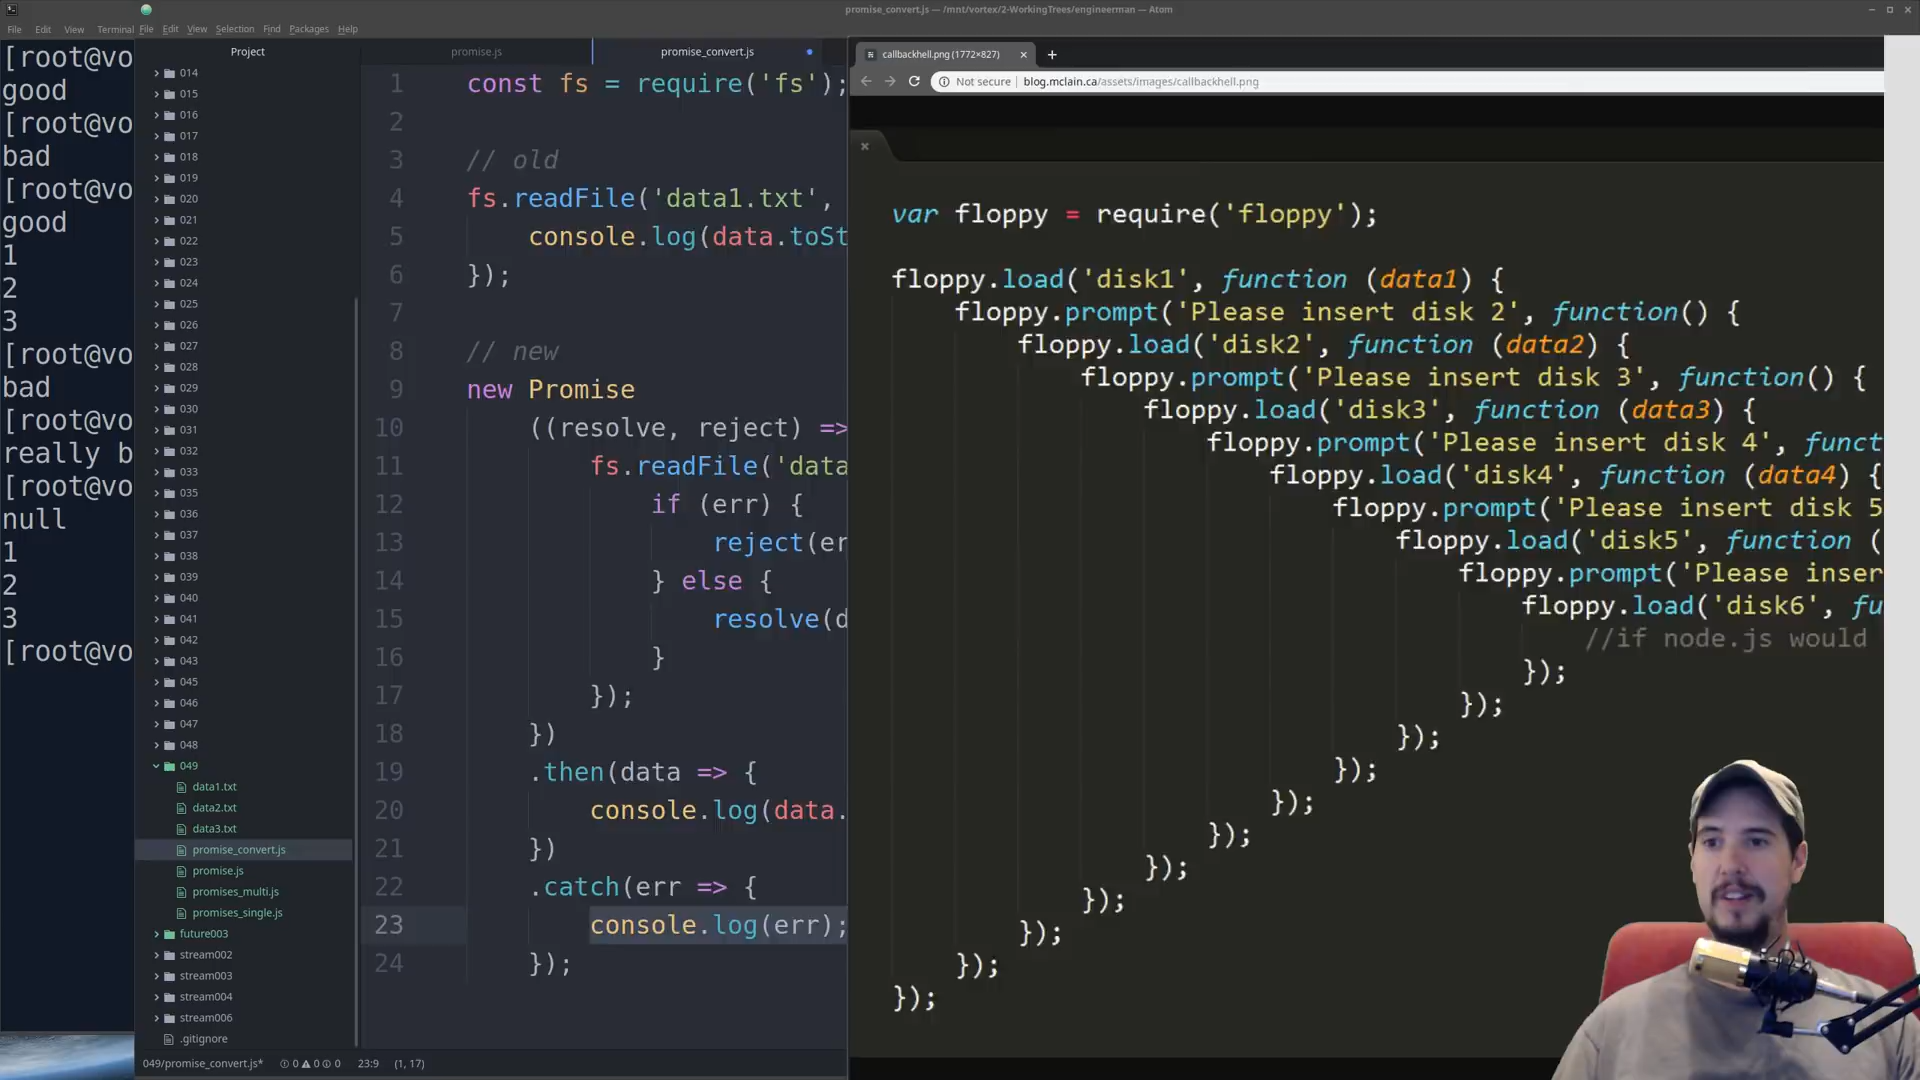 promise_convert.js — /mnt/vortex/2-WorkingTrees/engineerman — Atom
File Edit View Terminal
File Edit View Selection Find Packages Help
[root@vo
good
[root@vo
bad
[root@vo
good
1
2
3
[root@vo
bad
[root@vo
really b
[root@vo
null
1
2
3
[root@vo
Project
014
015
016
017
018
019
020
021
022
023
024
025
026
027
028
029
030
031
032
033
035
036
037
038
039
040
041
042
043
045
046
047
048
049
data1.txt
data2.txt
data3.txt
promise_convert.js
promise.js
promises_multi.js
promises_single.js
future003
stream002
stream003
stream004
stream006
.gitignore
promise.js
promise_convert.js
1 const fs = require('fs');
2
3 // old
4 fs.readFile('data1.txt',
5 console.log(data.toSt
6 });
7
8 // new
9 new Promise
10 ((resolve, reject) =>
11 fs.readFile('data
12 if (err) {
13 reject(er
14 } else {
15 resolve(d
16 }
17 });
18 })
19 .then(data => {
20 console.log(data.
21 })
22 .catch(err => {
23 console.log(err);
24 });
049/promise_convert.js* 0 0 0 23:9 (1, 17)
callbackhell.png (1772×827)
Not secure blog.mclain.ca/assets/images/callbackhell.png
var floppy = require('floppy');
floppy.load('disk1', function (data1) {
floppy.prompt('Please insert disk 2', function() {
floppy.load('disk2', function (data2) {
floppy.prompt('Please insert disk 3', function() {
floppy.load('disk3', function (data3) {
floppy.prompt('Please insert disk 4', funct
floppy.load('disk4', function (data4) {
floppy.prompt('Please insert disk 5
floppy.load('disk5', function (
floppy.prompt('Please inser
floppy.load('disk6', fu
//if node.js would
});
});
});
});
});
});
});
});
});
});
});